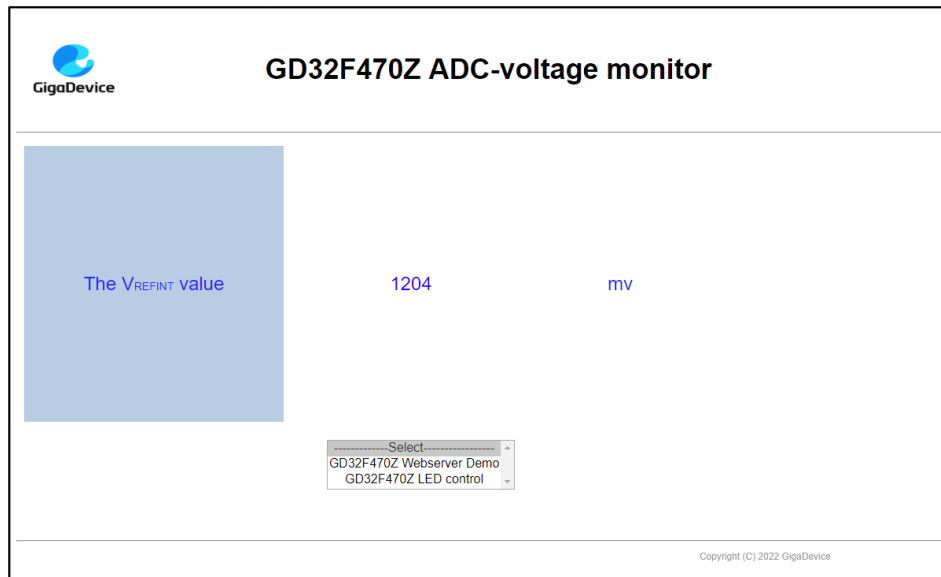 GigaDevice
GD32F470Z ADC-voltage monitor
The VREFINT value 1204 mv
-------------Select-----------------
GD32F470Z Webserver Demo
GD32F470Z LED control
Copyright (C) 2022 GigaDevice